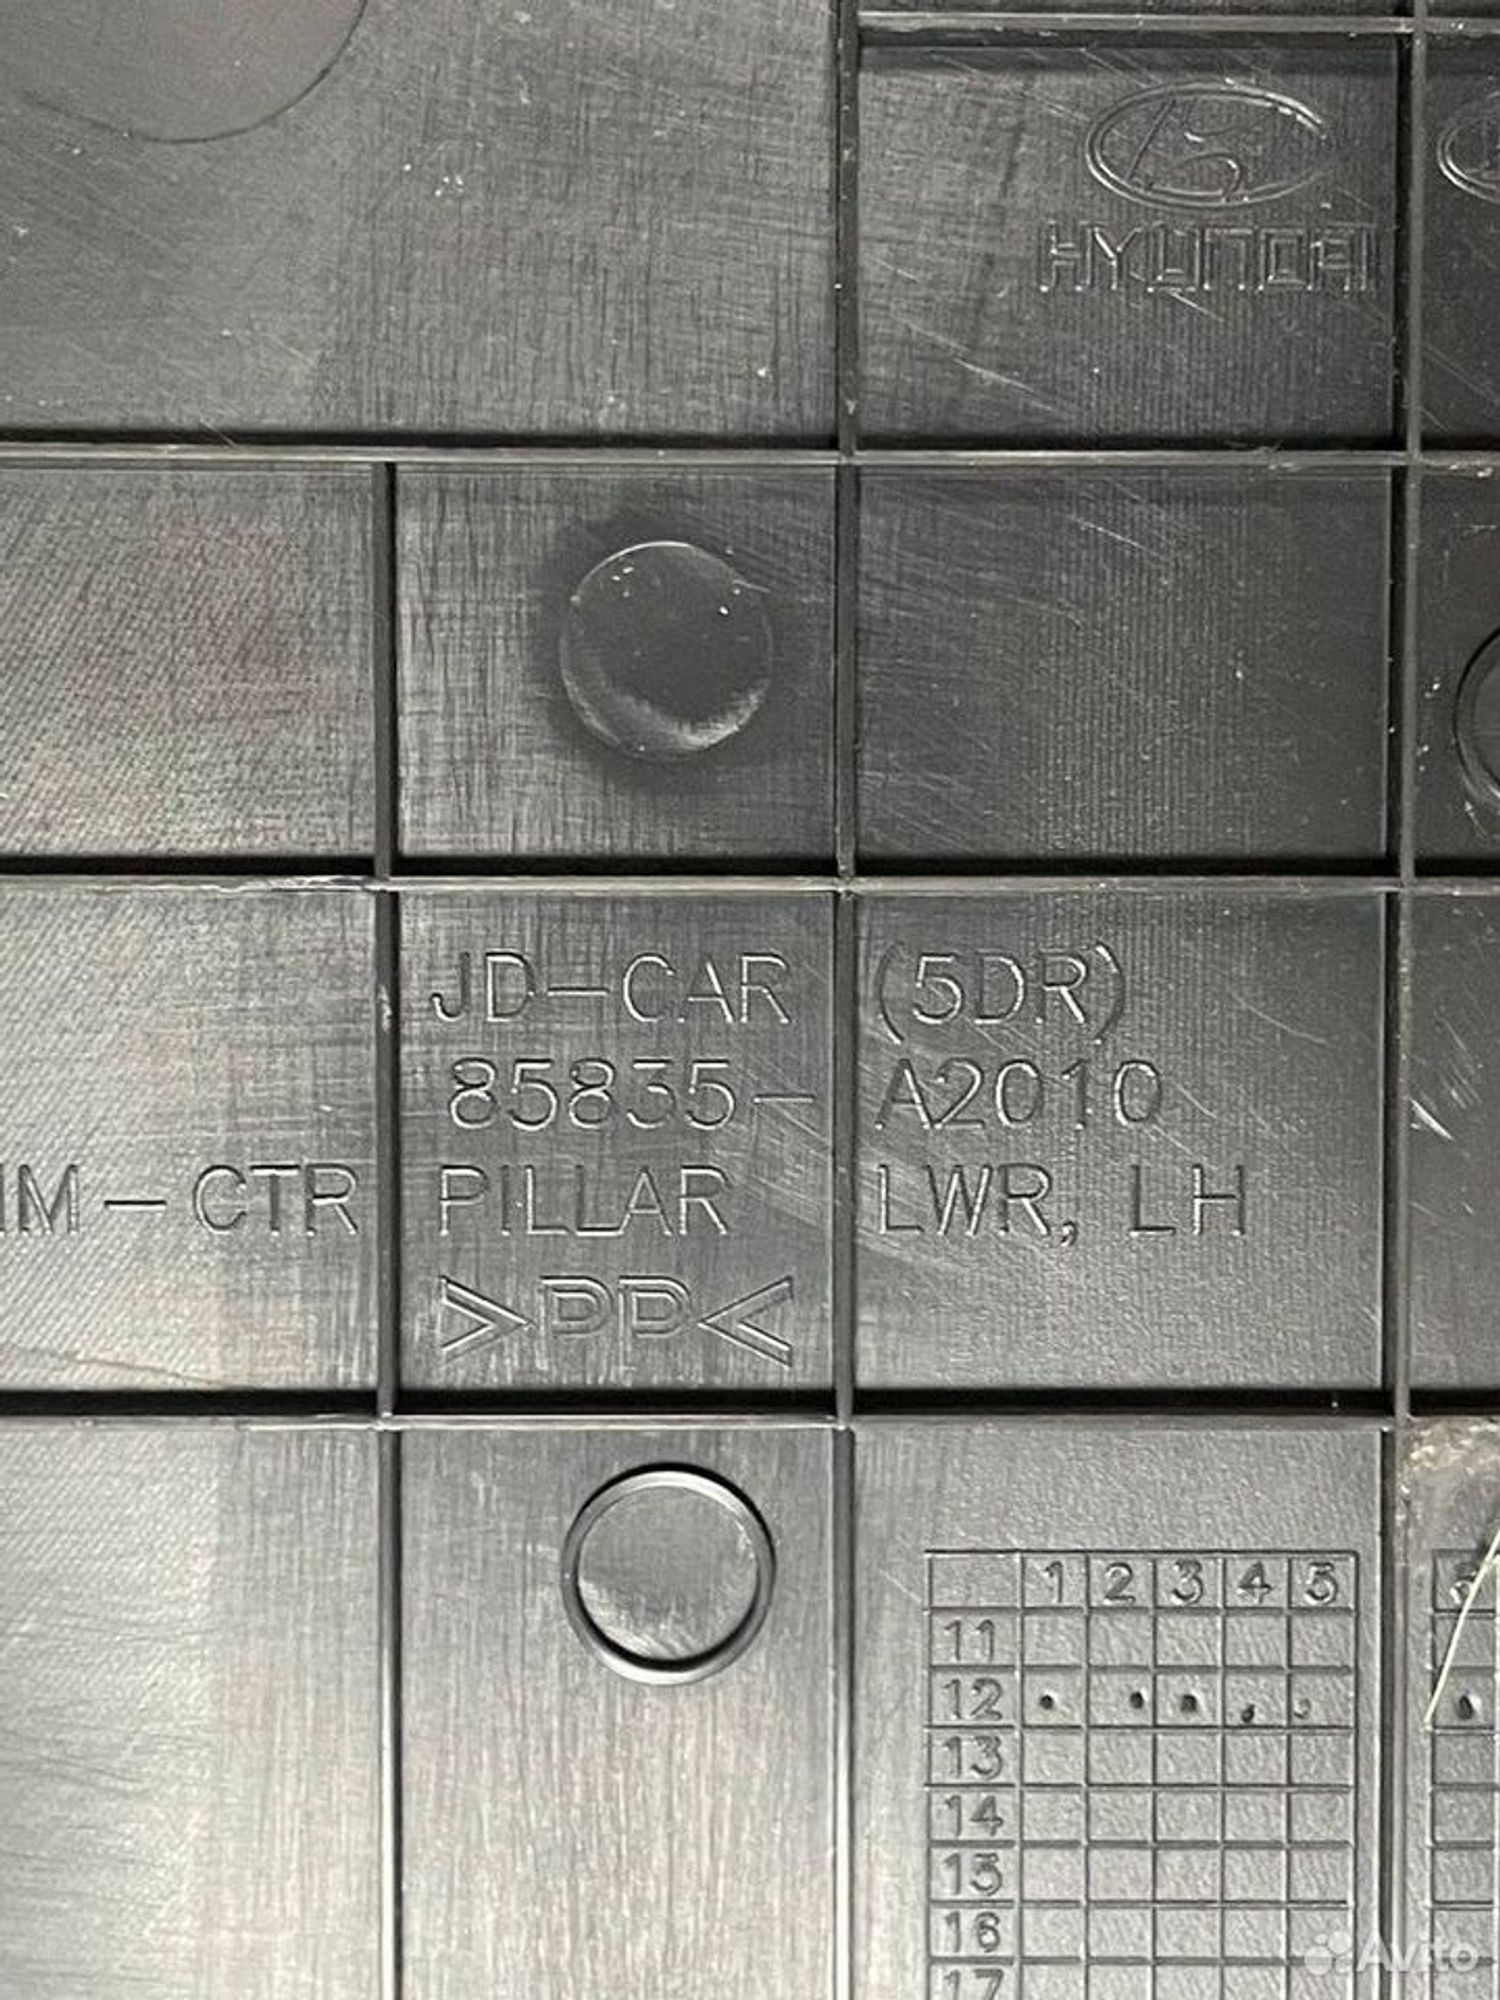 HYUNDAI
JD-CAR (5DR)
85835- A2010
IM-CTR PILLAR LWR, LH
>PP<
1 2 3 4 5
11
12
13
14
15
16
17
Avito